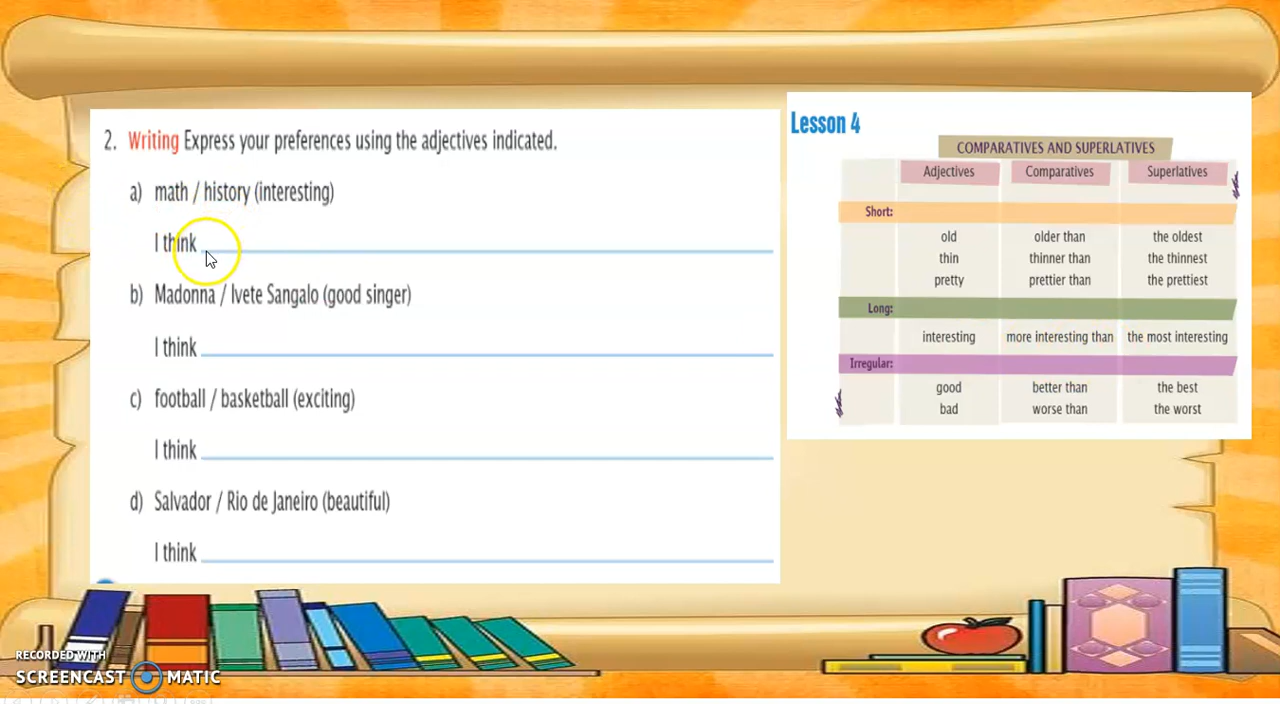 2. Writing Express your preferences using the adjectives indicated.
a) math / history (interesting)
I think
b) Madonna / Ivete Sangalo (good singer)
I think
c) football / basketball (exciting)
I think
d) Salvador / Rio de Janeiro (beautiful)
I think
Lesson 4
COMPARATIVES AND SUPERLATIVES
Adjectives Comparatives Superlatives
Short:
old older than the oldest
thin thinner than the thinnest
pretty prettier than the prettiest
Long:
interesting more interesting than the most interesting
Irregular:
good better than the best
bad worse than the worst
RECORDED WITH
SCREENCAST MATIC